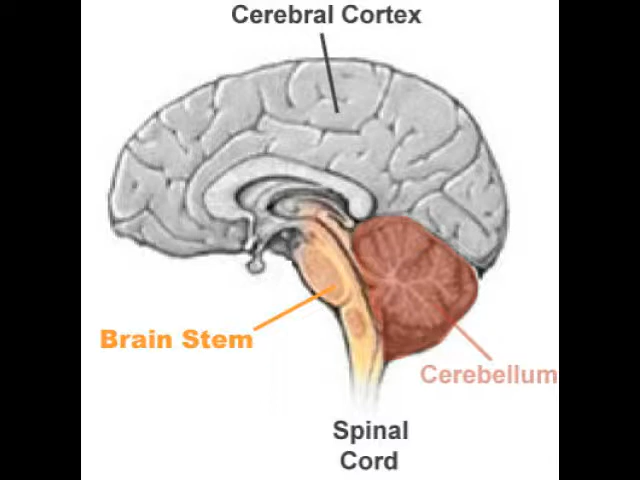 Cerebral Cortex
Brain Stem
Cerebellum
Spinal
Cord